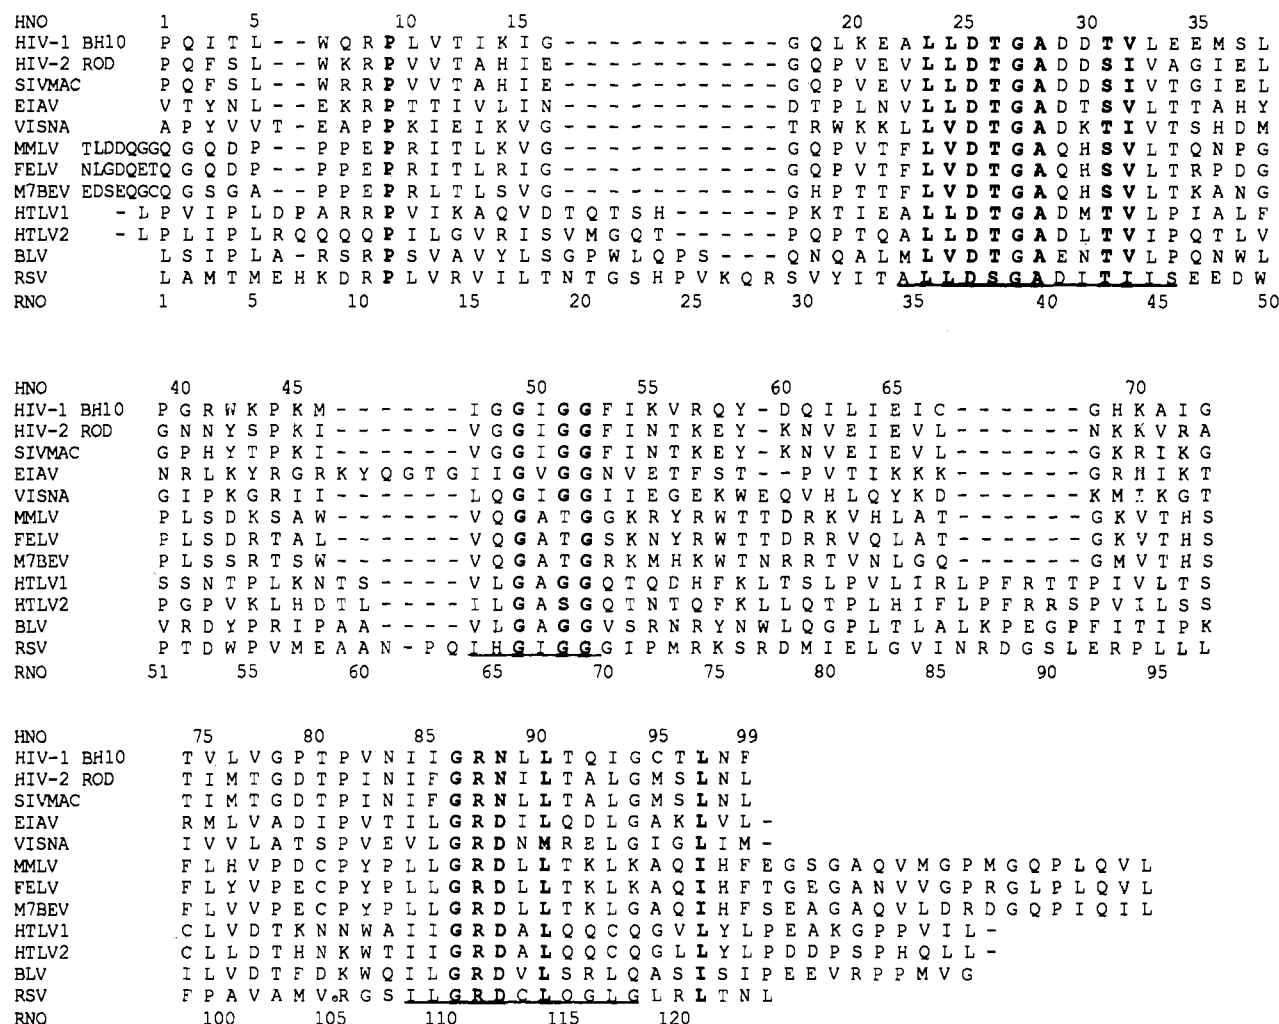 HNO 1 5 10 15 20 25 30 35
HIV-1 BH10 P Q I T L - - W Q R P L V T I K I G - - - - - - - - - - G Q L K E A L L D T G A D D T V L E E M S L
HIV-2 ROD P Q F S L - - W K R P V V T A H I E - - - - - - - - - - G Q P V E V L L D T G A D D S I V A G I E L
SIVMAC P Q F S L - - W R R P V V T A H I E - - - - - - - - - - G Q P V E V L L D T G A D D S I V T G I E L
EIAV V T Y N L - - E K R P T T I V L I N - - - - - - - - - - D T P L N V L L D T G A D T S V L T T A H Y
VISNA A P Y V V T - E A P P K I E I K V G - - - - - - - - - - T R W K K L L V D T G A D K T I V T S H D M
MMLV TLDDQGGQ G Q D P - - P P E P R I T L K V G - - - - - - - - - - G Q P V T F L V D T G A Q H S V L T Q N P G
FELV NLGDQETQ G Q D P - - P P E P R I T L R I G - - - - - - - - - - G Q P V T F L V D T G A Q H S V L T R P D G
M7BEV EDSEQGCQ G S G A - - P P E P R L T L S V G - - - - - - - - - - G H P T T F L V D T G A Q H S V L T K A N G
HTLV1 - L P V I P L D P A R R P V I K A Q V D T Q T S H - - - - - - P K T I E A L L D T G A D M T V L P I A L F
HTLV2 - L P L I P L R Q Q Q Q P I L G V R I S V M G Q T - - - - - - P Q P T Q A L L D T G A D L T V I P Q T L V
BLV L S I P L A - R S R P S V A V Y L S G P W L Q P S - - - - - Q N Q A L M L V D T G A E N T V L P Q N W L
RSV L A M T M E H K D R P L V R V I L T N T G S H P V K Q R S V Y I T A L L D S G A D I T I I S E E D W
RNO 1 5 10 15 20 25 30 35 40 45 50
HNO 40 45 50 55 60 65 70
HIV-1 BH10 P G R W K P K M - - - - - - I G G I G G F I K V R Q Y - D Q I L I E I C - - - - - - G H K A I G
HIV-2 ROD G N N Y S P K I - - - - - - V G G I G G F I N T K E Y - K N V E I E V L - - - - - - N K K V R A
SIVMAC G P H Y T P K I - - - - - - V G G I G G F I N T K E Y - K N V E I E V L - - - - - - G K R I K G
EIAV N R L K Y R G R K Y Q G T G I I G V G G N V E T F S T - - P V T I K K K - - - - - - G R H I K T
VISNA G I P K G R I I - - - - - - L Q G I G G I I E G E K W E Q V H L Q Y K D - - - - - - K M I K G T
MMLV P L S D K S A W - - - - - - V Q G A T G G K R Y R W T T D R K V H L A T - - - - - - G K V T H S
FELV P L S D R T A L - - - - - - V Q G A T G S K N Y R W T T D R R V Q L A T - - - - - - G K V T H S
M7BEV P L S S R T S W - - - - - - V Q G A T G R K M H K W T N R R T V N L G Q - - - - - - G M V T H S
HTLV1 S S N T P L K N T S - - - - V L G A G G Q T Q D H F K L T S L P V L I R L P F R T T P I V L T S
HTLV2 P G P V K L H D T L - - - - I L G A S G Q T N T Q F K L L Q T P L H I F L P F R R S P V I L S S
BLV V R D Y P R I P A A - - - - V L G A G G V S R N R Y N W L Q G P L T L A L K P E G P F I T I P K
RSV P T D W P V M E A A N - P Q I H G I G G G I P M R K S R D M I E L G V I N R D G S L E R P L L L
RNO 51 55 60 65 70 75 80 85 90 95
HNO 75 80 85 90 95 99
HIV-1 BH10 T V L V G P T P V N I I G R N L L T Q I G C T L N F
HIV-2 ROD T I M T G D T P I N I F G R N I L T A L G M S L N L
SIVMAC T I M T G D T P I N I F G R N L L T A L G M S L N L
EIAV R M L V A D I P V T I L G R D I L Q D L G A K L V L -
VISNA I V V L A T S P V E V L G R D N M R E L G I G L I M -
MMLV F L H V P D C P Y P L L G R D L L T K L K A Q I H F E G S G A Q V M G P M G Q P L Q V L
FELV F L Y V P E C P Y P L L G R D L L T K L K A Q I H F T G E G A N V V G P R G L P L Q V L
M7BEV F L V V P E C P Y P L L G R D L L T K L G A Q I H F S E A G A Q V L D R D G Q P I Q I L
HTLV1 C L V D T K N N W A I I G R D A L Q Q C Q G V L Y L P E A K G P P V I L -
HTLV2 C L L D T H N K W T I I G R D A L Q Q C Q G L L Y L P D D P S P H Q L L -
BLV I L V D T F D K W Q I L G R D V L S R L Q A S I S I P E E V R P P M V G
RSV F P A V A M V R G S I L G R D C L Q G L G L R L T N L
RNO 100 105 110 115 120